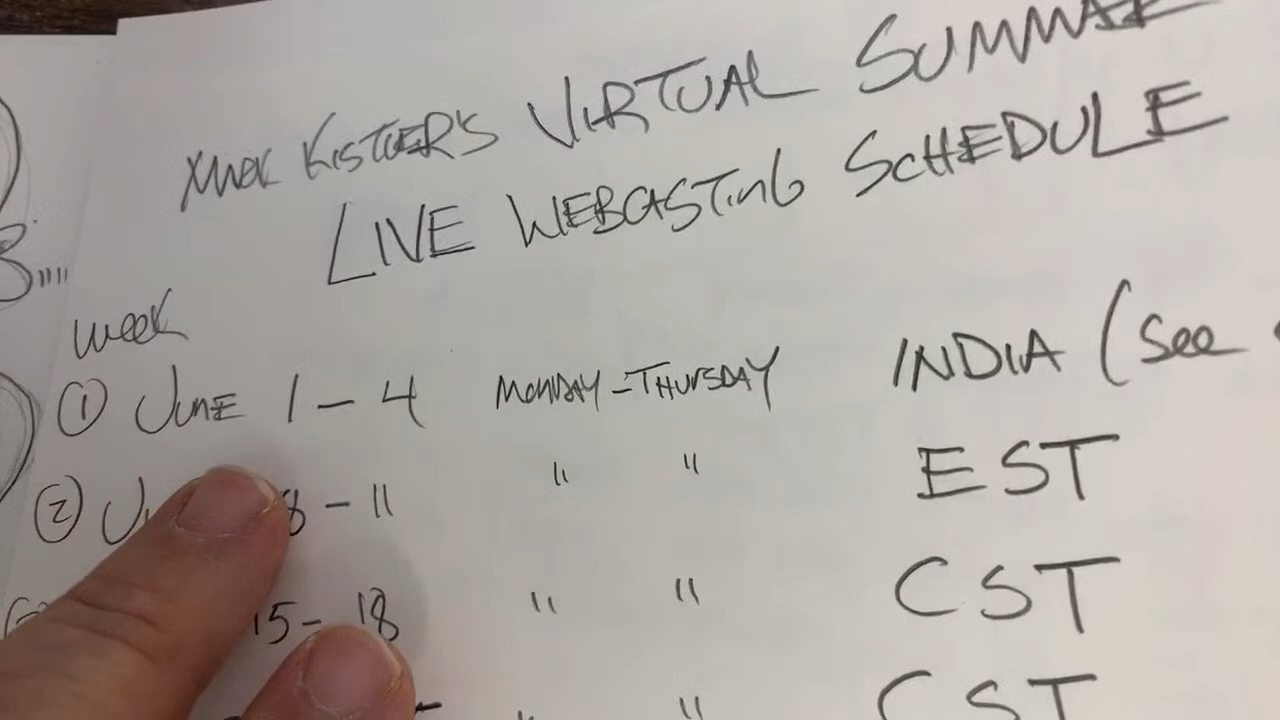 KISTLER'S VIRTUAL SUMMER
LIVE WEBCASTING SCHEDULE
week
① JUNE 1 – 4 MONDAY – THURSDAY INDIA (See
② 8 – 11 " " EST
15 – 18 " " CST
" CST